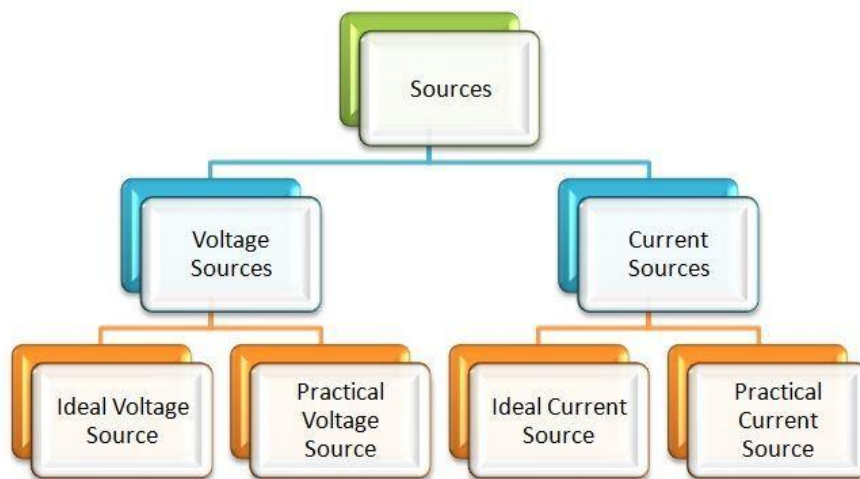 Sources
Voltage
Sources
Current
Sources
Ideal Voltage
Source
Practical
Voltage
Source
Ideal Current
Source
Practical
Current
Source